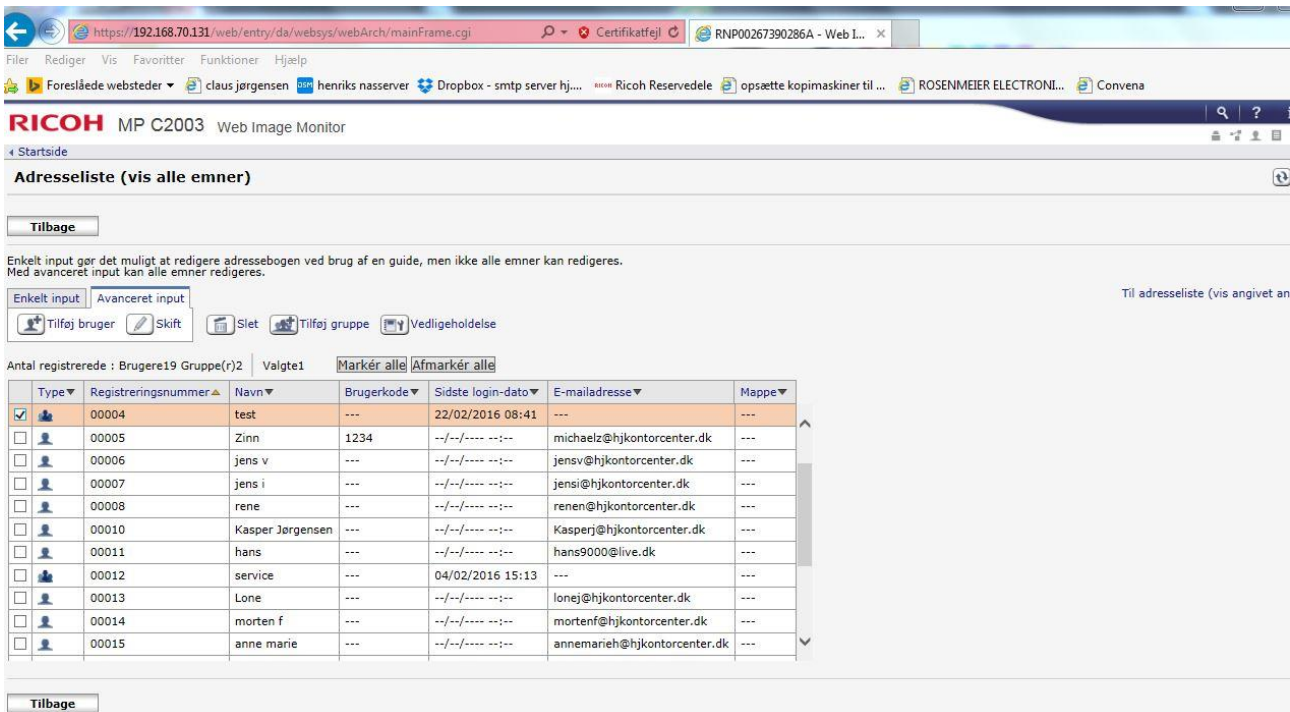 https://192.168.70.131/web/entry/da/websys/webArch/mainFrame.cgi Certifikatfejl RNP00267390286A - Web I...
Filer Rediger Vis Favoritter Funktioner Hjælp
Foreslåede websteder claus jørgensen DSM henriks nasserver Dropbox - smtp server hj.... RICOH Ricoh Reservedele opsætte kopimaskiner til ... ROSENMEIER ELECTRONI... Convena
RICOH MP C2003 Web Image Monitor
Startside
Adresseliste (vis alle emner)
Tilbage
Enkelt input gør det muligt at redigere adressebogen ved brug af en guide, men ikke alle emner kan redigeres.
Med avanceret input kan alle emner redigeres.
Til adresseliste (vis angivet an
Enkelt input Avanceret input
Tilføj bruger Skift Slet Tilføj gruppe Vedligeholdelse
Antal registrerede : Brugere19 Gruppe(r)2 Valgte1 Markér alle Afmarkér alle
Type Registreringsnummer Navn Brugerkode Sidste login-dato E-mailadresse Mappe
00004 test --- 22/02/2016 08:41 --- ---
00005 Zinn 1234 --/--/---- --:-- michaelz@hjkontorcenter.dk ---
00006 jens v --- --/--/---- --:-- jensv@hjkontorcenter.dk ---
00007 jens i --- --/--/---- --:-- jensi@hjkontorcenter.dk ---
00008 rene --- --/--/---- --:-- renen@hjkontorcenter.dk ---
00010 Kasper Jørgensen --- --/--/---- --:-- Kasperj@hjkontorcenter.dk ---
00011 hans --- --/--/---- --:-- hans9000@live.dk ---
00012 service --- 04/02/2016 15:13 --- ---
00013 Lone --- --/--/---- --:-- lonej@hjkontorcenter.dk ---
00014 morten f --- --/--/---- --:-- mortenf@hjkontorcenter.dk ---
00015 anne marie --- --/--/---- --:-- annemarieh@hjkontorcenter.dk ---
Tilbage